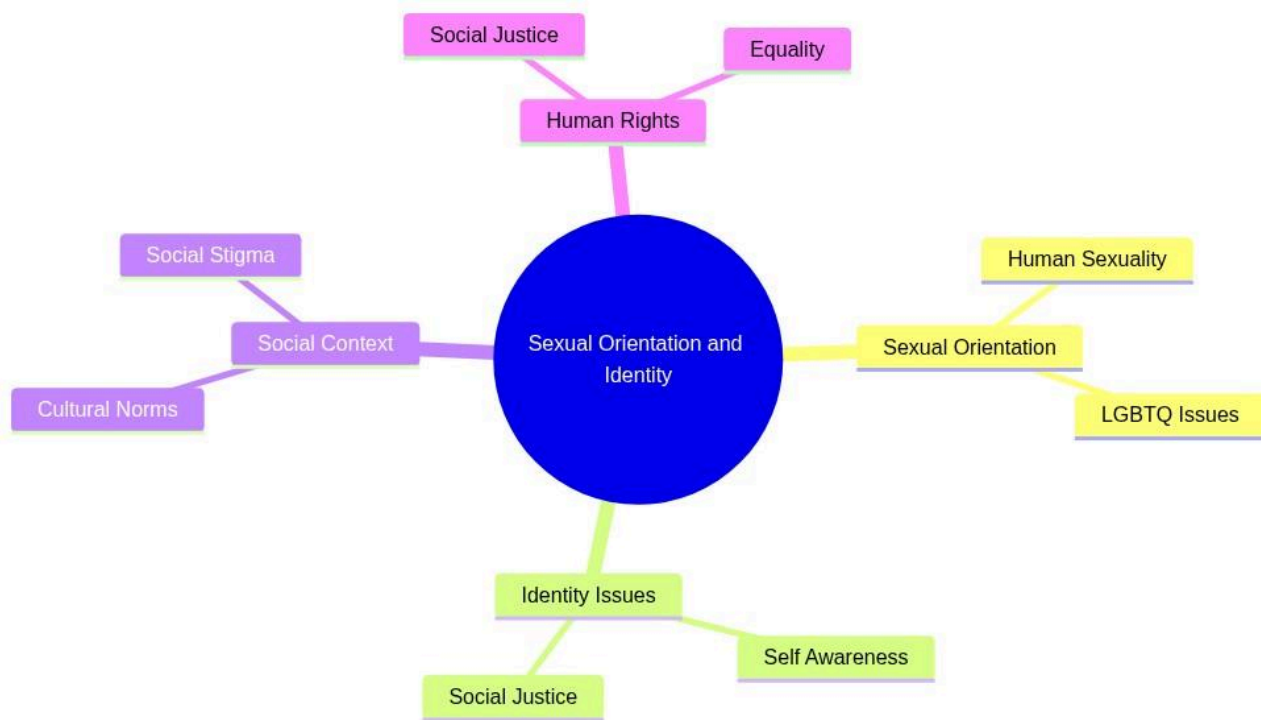 Social Justice
Equality
Human Rights
Social Stigma
Human Sexuality
Social Context
Sexual Orientation and
Identity
Sexual Orientation
Cultural Norms
LGBTQ Issues
Identity Issues
Self Awareness
Social Justice